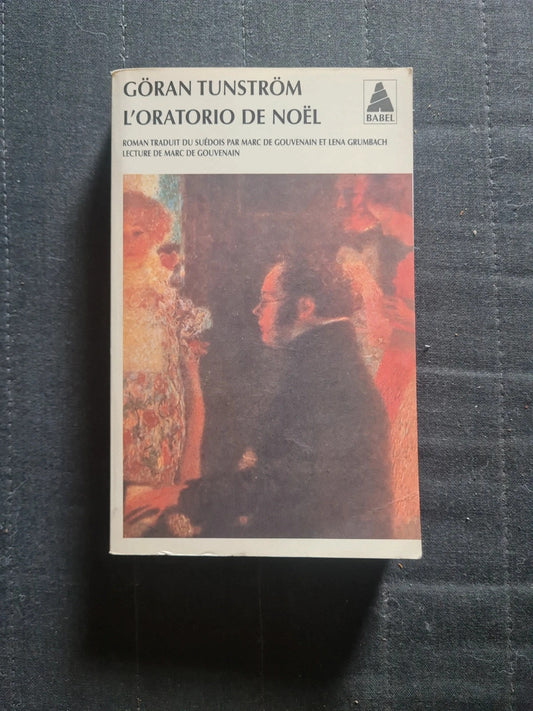 GÖRAN TUNSTRÖM
L'ORATORIO DE NOËL
BABEL
ROMAN TRADUIT DU SUÉDOIS PAR MARC DE GOUVENAIN ET LENA GRUMBACH
LECTURE DE MARC DE GOUVENAIN